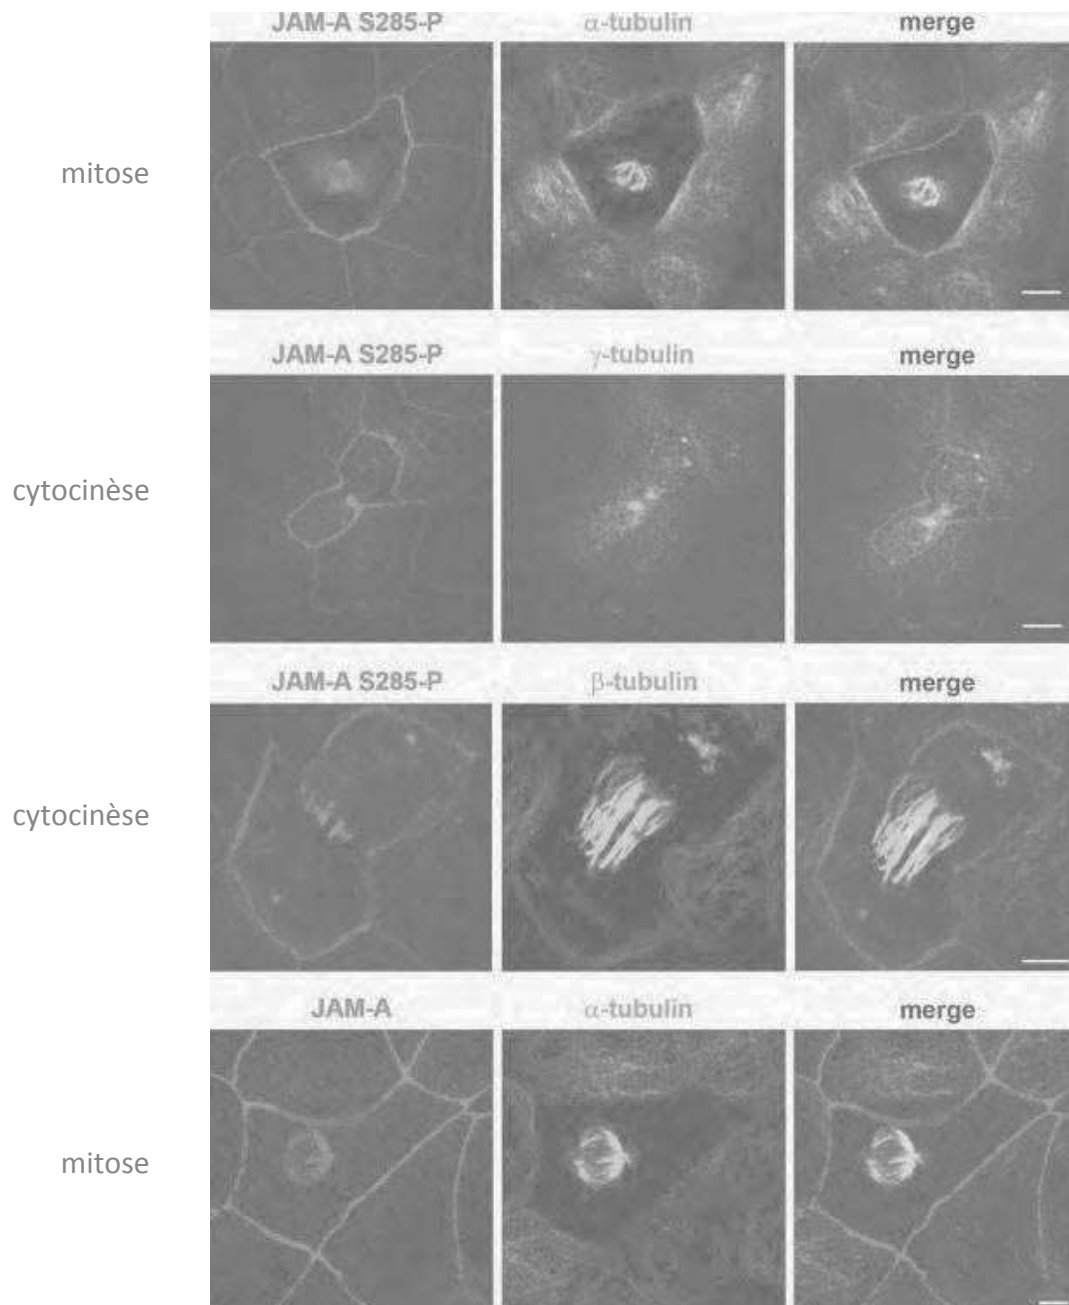 JAM-A S285-P α-tubulin merge
mitose
JAM-A S285-P γ-tubulin merge
cytocinèse
JAM-A S285-P β-tubulin merge
cytocinèse
JAM-A α-tubulin merge
mitose